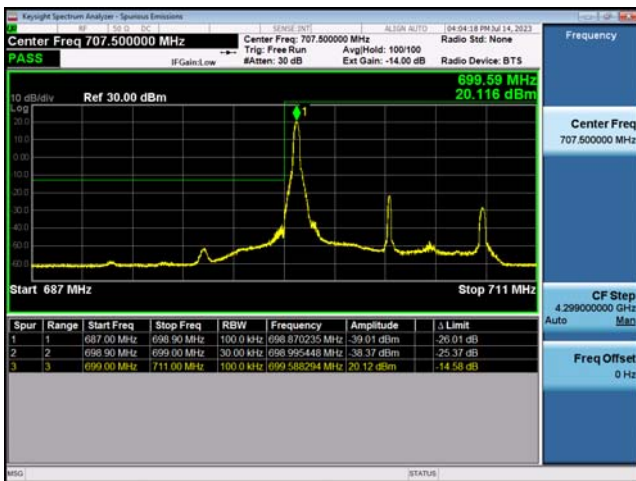 Keysight Spectrum Analyzer - Spurious Emissions
RF 50 Ω DC SENSE:INT ALIGN AUTO 04:04:18 PM Jul 14, 2023
Center Freq 707.500000 MHz Center Freq: 707.500000 MHz Radio Std: None
PASS Trig: Free Run Avg|Hold: 100/100
IFGain:Low #Atten: 30 dB Ext Gain: -14.00 dB Radio Device: BTS
699.59 MHz
20.116 dBm
10 dB/div Ref 30.00 dBm
Log
20.0
10.0
0.00
10.0
20.0
30.0
40.0
50.0
60.0
1
Start 687 MHz Stop 711 MHz
Spur Range Start Freq Stop Freq RBW Frequency Amplitude Δ Limit
1 1 687.00 MHz 698.90 MHz 100.0 kHz 698.870235 MHz -39.01 dBm -26.01 dB
2 2 698.90 MHz 699.00 MHz 30.00 kHz 698.995448 MHz -38.37 dBm -25.37 dB
3 3 699.00 MHz 711.00 MHz 100.0 kHz 699.588294 MHz 20.12 dBm -14.58 dB
MSG STATUS
Frequency
Center Freq
707.500000 MHz
CF Step
4.299000000 GHz
Auto Man
Freq Offset
0 Hz